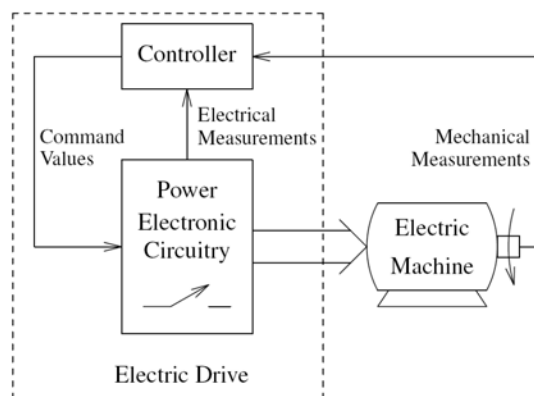 Controller
Electrical
Measurements
Command
Values
Mechanical
Measurements
Power
Electronic
Circuitry
Electric
Machine
Electric Drive